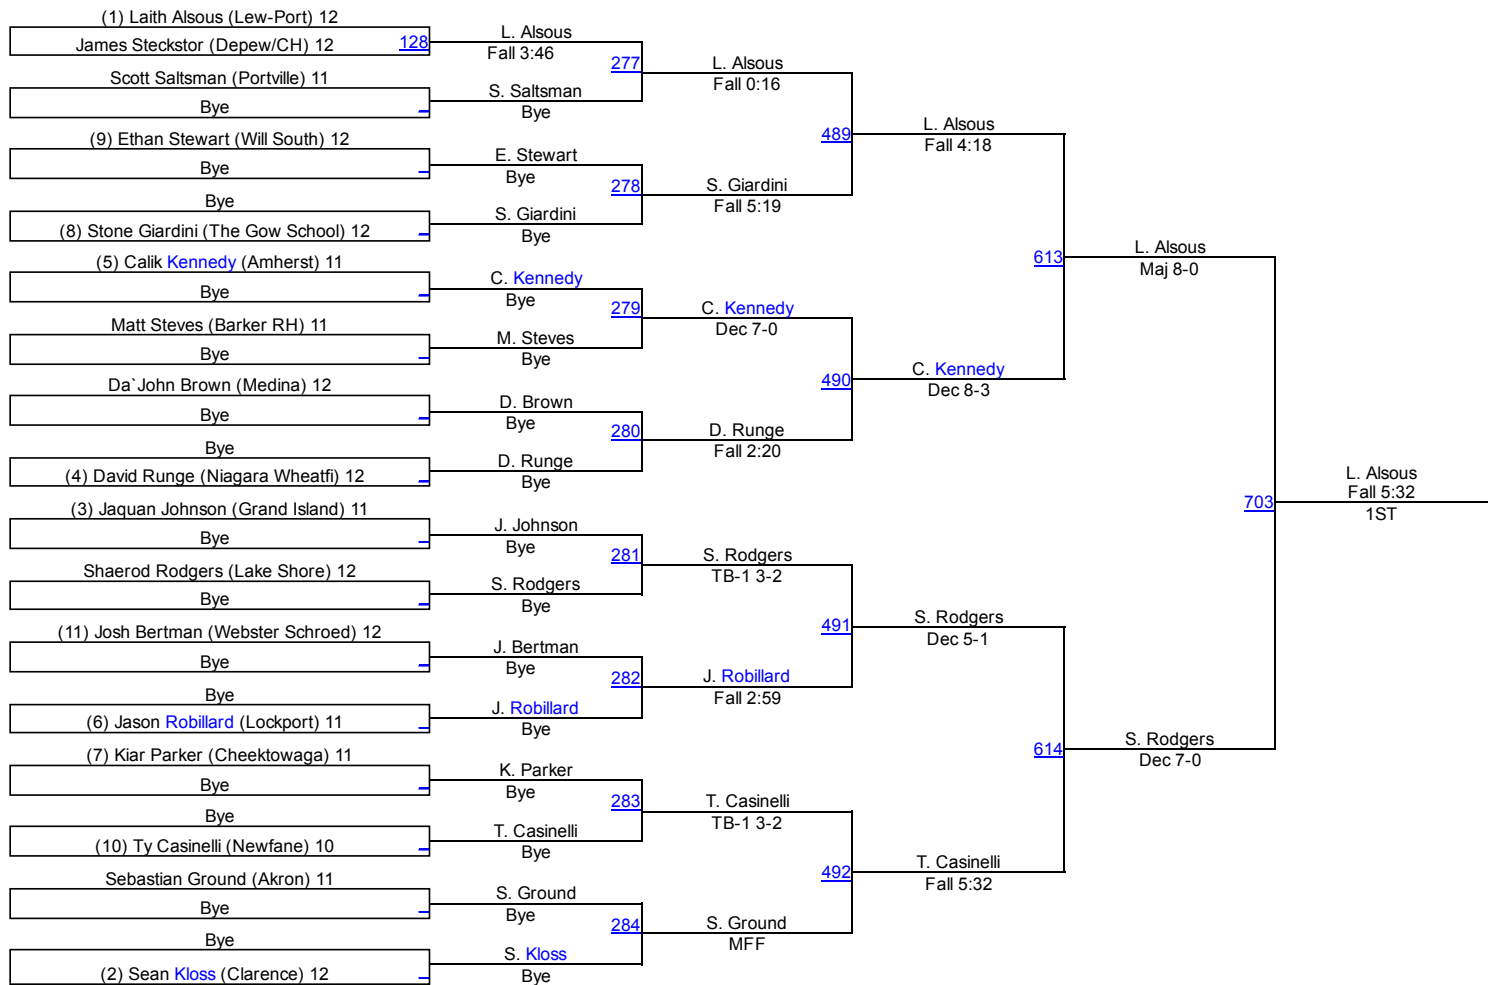 (1) Laith Alsous (Lew-Port) 12
James Steckstor (Depew/CH) 12
128
Scott Saltsman (Portville) 11
Bye
(9) Ethan Stewart (Will South) 12
Bye
Bye
(8) Stone Giardini (The Gow School) 12
(5) Calik Kennedy (Amherst) 11
Bye
Matt Steves (Barker RH) 11
Bye
Da`John Brown (Medina) 12
Bye
Bye
(4) David Runge (Niagara Wheatfi) 12
(3) Jaquan Johnson (Grand Island) 11
Bye
Shaerod Rodgers (Lake Shore) 12
Bye
(11) Josh Bertman (Webster Schroed) 12
Bye
Bye
(6) Jason Robillard (Lockport) 11
(7) Kiar Parker (Cheektowaga) 11
Bye
Bye
(10) Ty Casinelli (Newfane) 10
Sebastian Ground (Akron) 11
Bye
Bye
(2) Sean Kloss (Clarence) 12
L. Alsous
Fall 3:46
277
S. Saltsman
Bye
E. Stewart
Bye
278
S. Giardini
Bye
C. Kennedy
Bye
279
M. Steves
Bye
D. Brown
Bye
280
D. Runge
Bye
J. Johnson
Bye
281
S. Rodgers
Bye
J. Bertman
Bye
282
J. Robillard
Bye
K. Parker
Bye
283
T. Casinelli
Bye
S. Ground
Bye
284
S. Kloss
Bye
L. Alsous
Fall 0:16
489
S. Giardini
Fall 5:19
C. Kennedy
Dec 7-0
490
D. Runge
Fall 2:20
S. Rodgers
TB-1 3-2
491
J. Robillard
Fall 2:59
T. Casinelli
TB-1 3-2
492
S. Ground
MFF
L. Alsous
Fall 4:18
613
C. Kennedy
Dec 8-3
S. Rodgers
Dec 5-1
614
T. Casinelli
Fall 5:32
L. Alsous
Maj 8-0
703
S. Rodgers
Dec 7-0
L. Alsous
Fall 5:32
1ST